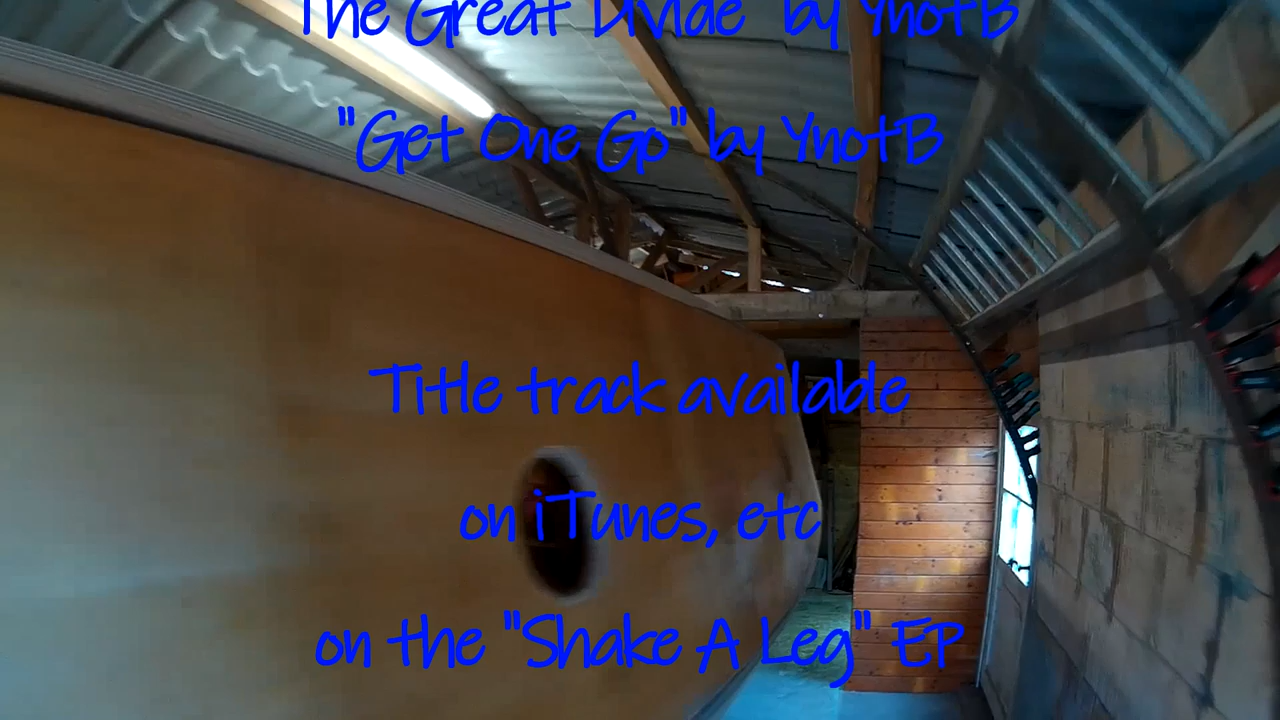 The Great Divide" by YnotB
"Get One Go" by YnotB
Title track available
on iTunes, etc
on the "Shake A Leg" EP